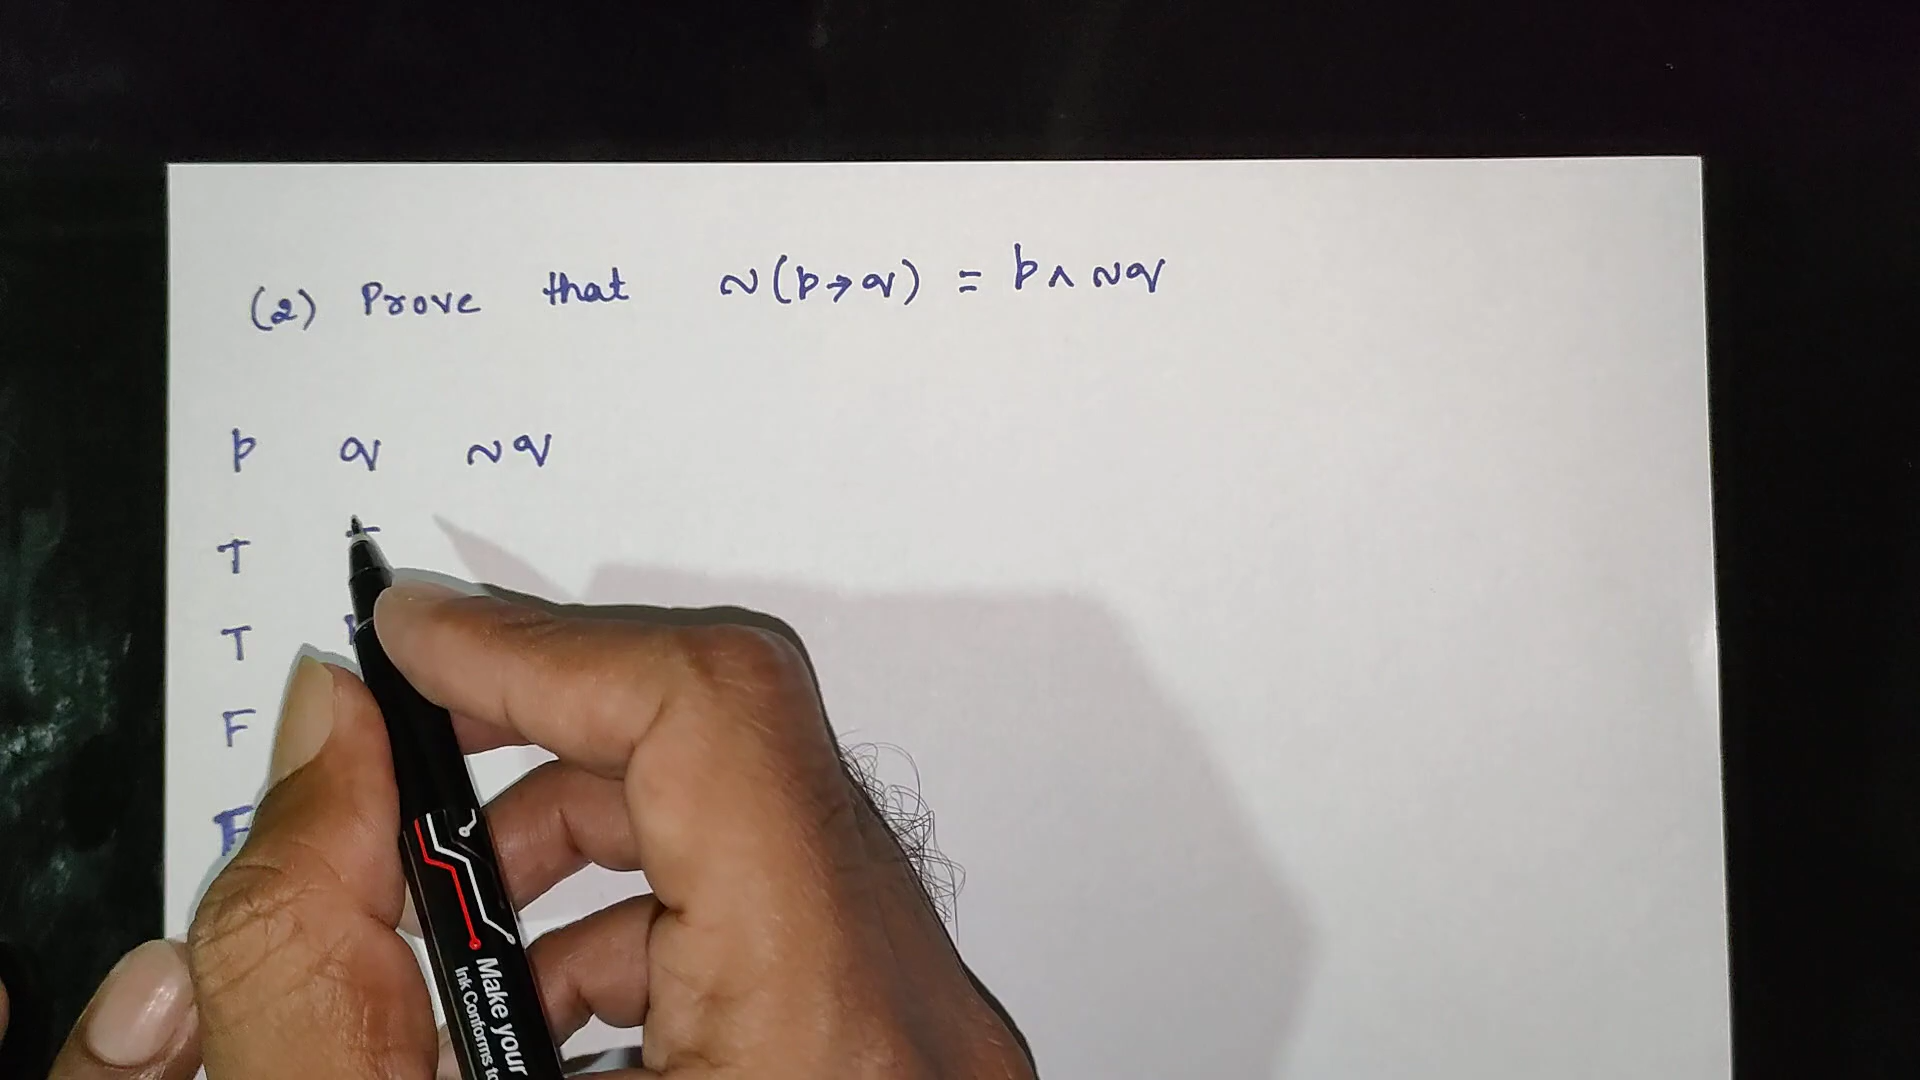 (2) Prove that ~(p→q) = p∧~q
p q ~q
T T
T
F
F
Make your
Ink Conforms to